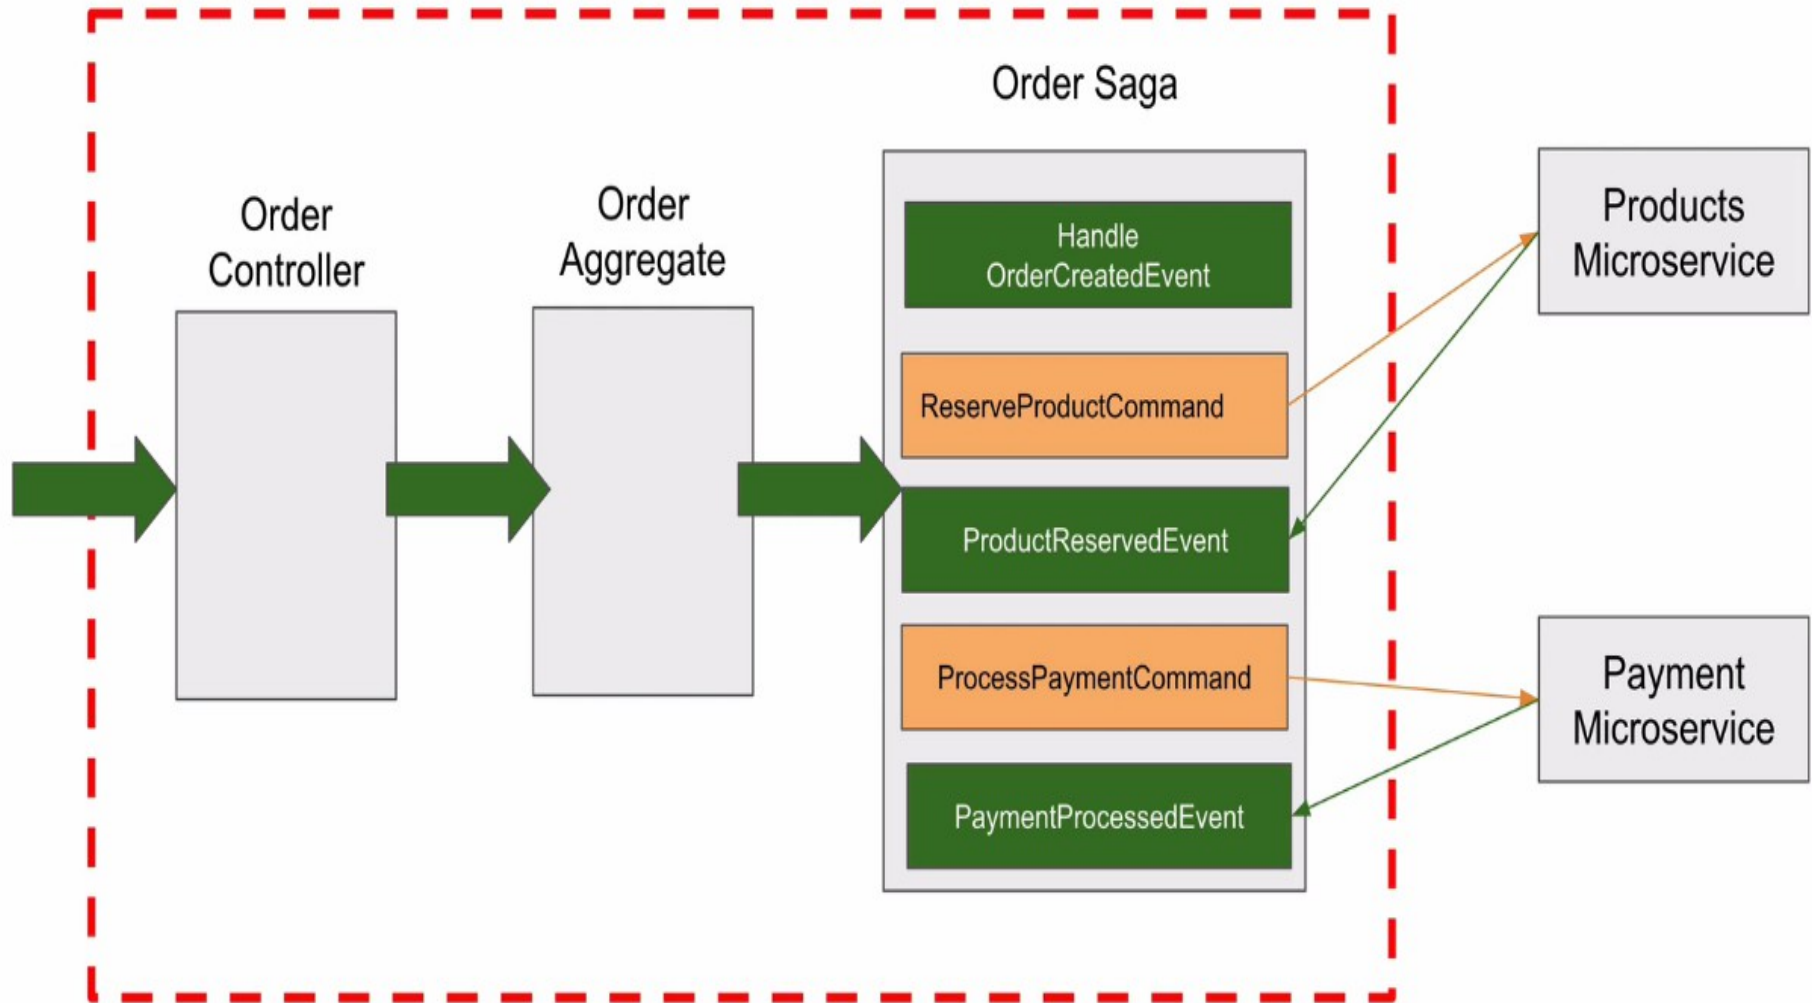 Order Saga
Order
Controller
Order
Aggregate
Handle
OrderCreatedEvent
ReserveProductCommand
ProductReservedEvent
ProcessPaymentCommand
PaymentProcessedEvent
Products
Microservice
Payment
Microservice